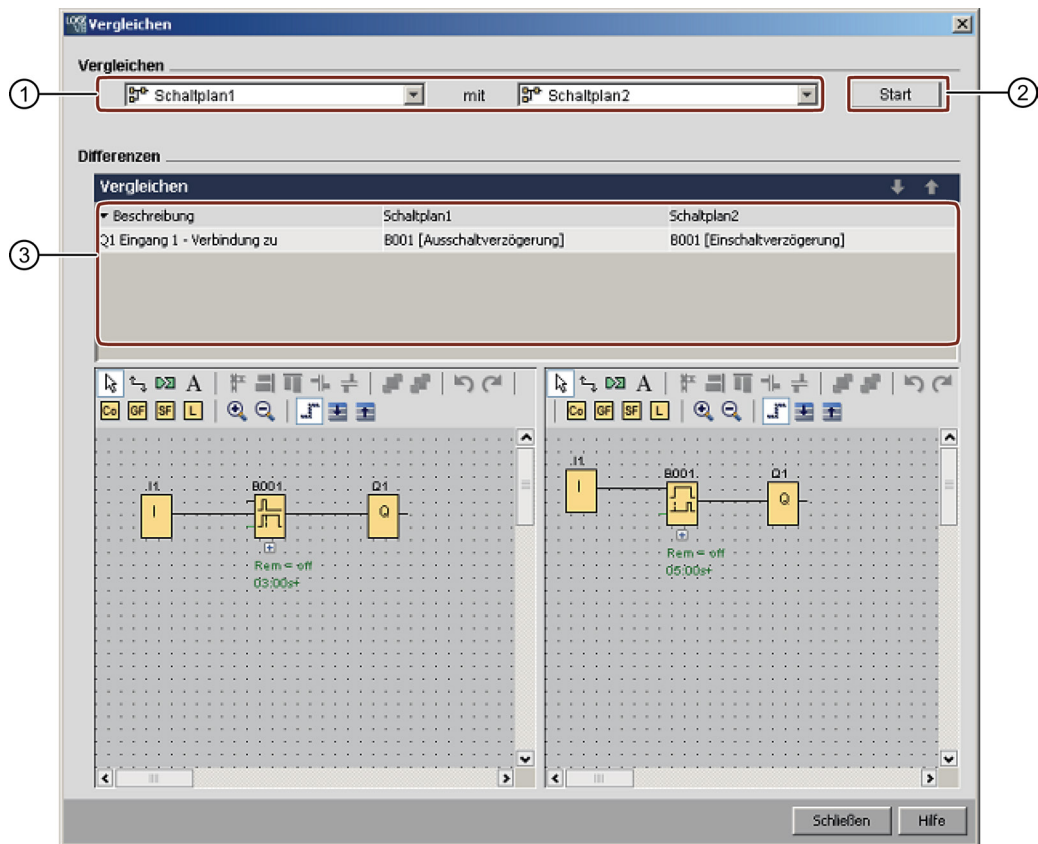 Vergleichen
Vergleichen
1
Schaltplan1
mit
Schaltplan2
Start
2
Differenzen
Vergleichen
Beschreibung Schaltplan1 Schaltplan2
Q1 Eingang 1 - Verbindung zu B001 [Ausschaltverzögerung] B001 [Einschaltverzögerung]
3
A
Co GF SF L
I1
B001
Q1
I
Q
Rem = off
03:00s+
A
Co GF SF L
I1
B001
Q1
I
Q
Rem = off
05:00s+
Schließen
Hilfe